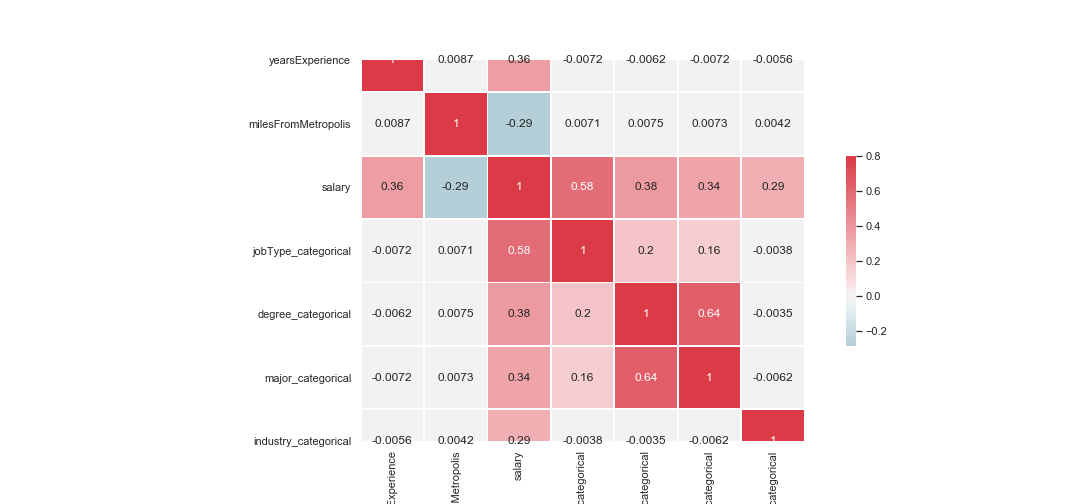 yearsExperience 1 0.0087 0.36 -0.0072 -0.0062 -0.0072 -0.0056
milesFromMetropolis 0.0087 1 -0.29 0.0071 0.0075 0.0073 0.0042
salary 0.36 -0.29 1 0.58 0.38 0.34 0.29
jobType_categorical -0.0072 0.0071 0.58 1 0.2 0.16 -0.0038
degree_categorical -0.0062 0.0075 0.38 0.2 1 0.64 -0.0035
major_categorical -0.0072 0.0073 0.34 0.16 0.64 1 -0.0062
industry_categorical -0.0056 0.0042 0.29 -0.0038 -0.0035 -0.0062 1
Experience
Metropolis
salary
categorical
categorical
categorical
categorical
0.8
0.6
0.4
0.2
0.0
−0.2